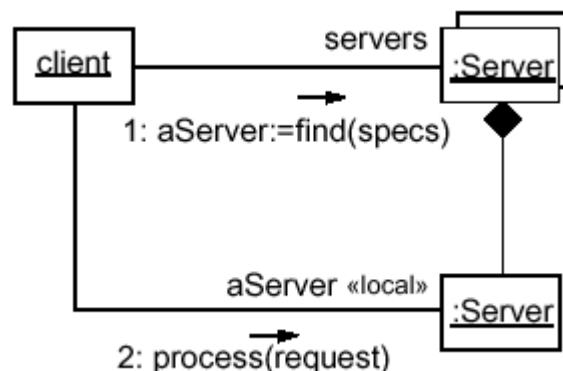 servers
client
:Server
1: aServer:=find(specs)
aServer «local»
:Server
2: process(request)